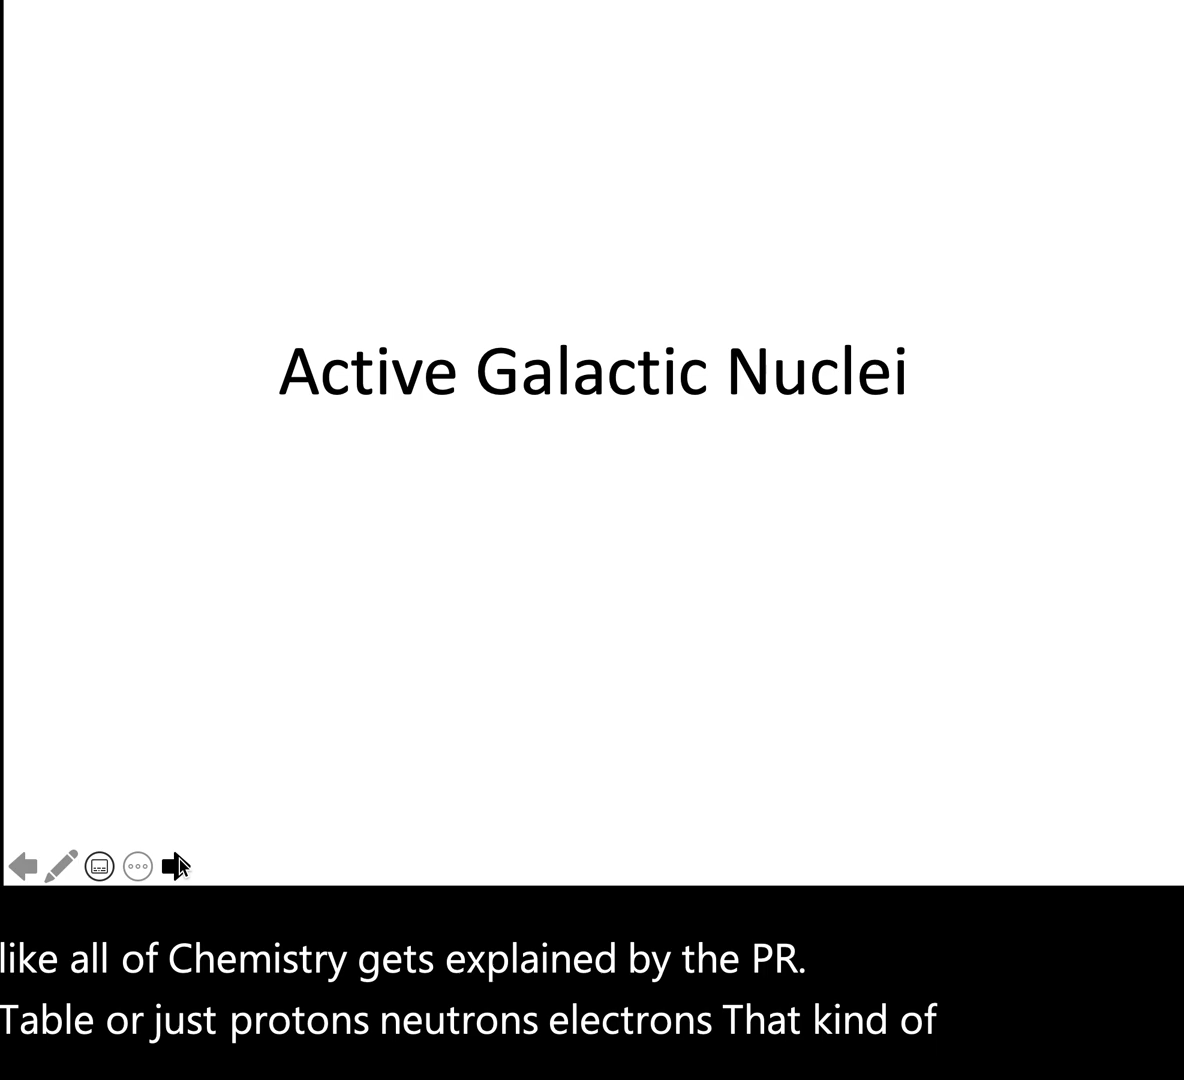 Active Galactic Nuclei
like all of Chemistry gets explained by the PR.
Table or just protons neutrons electrons That kind of